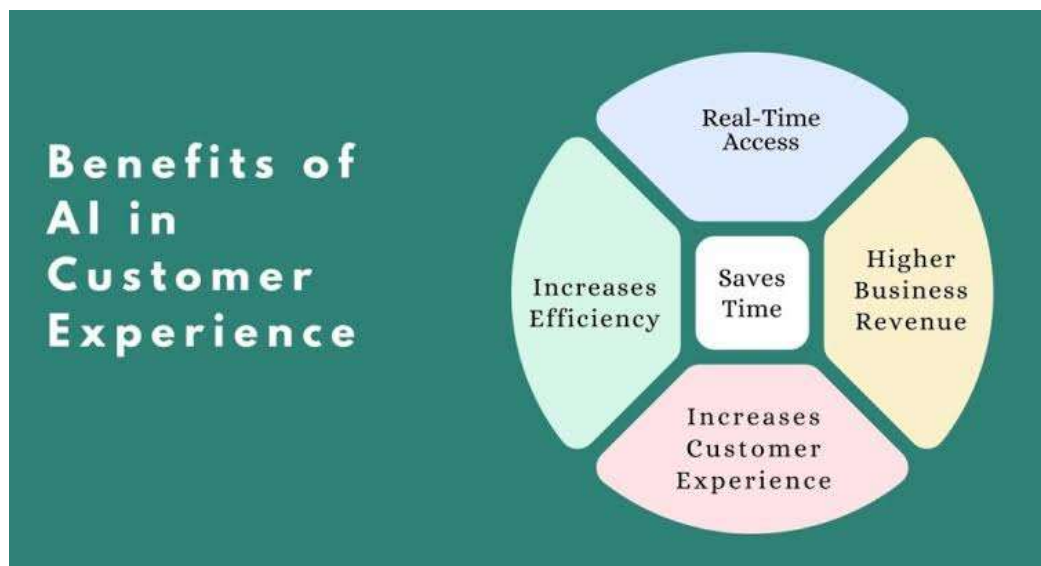 Benefits of
AI in
Customer
Experience
Real-Time
Access
Increases
Efficiency
Saves
Time
Higher
Business
Revenue
Increases
Customer
Experience